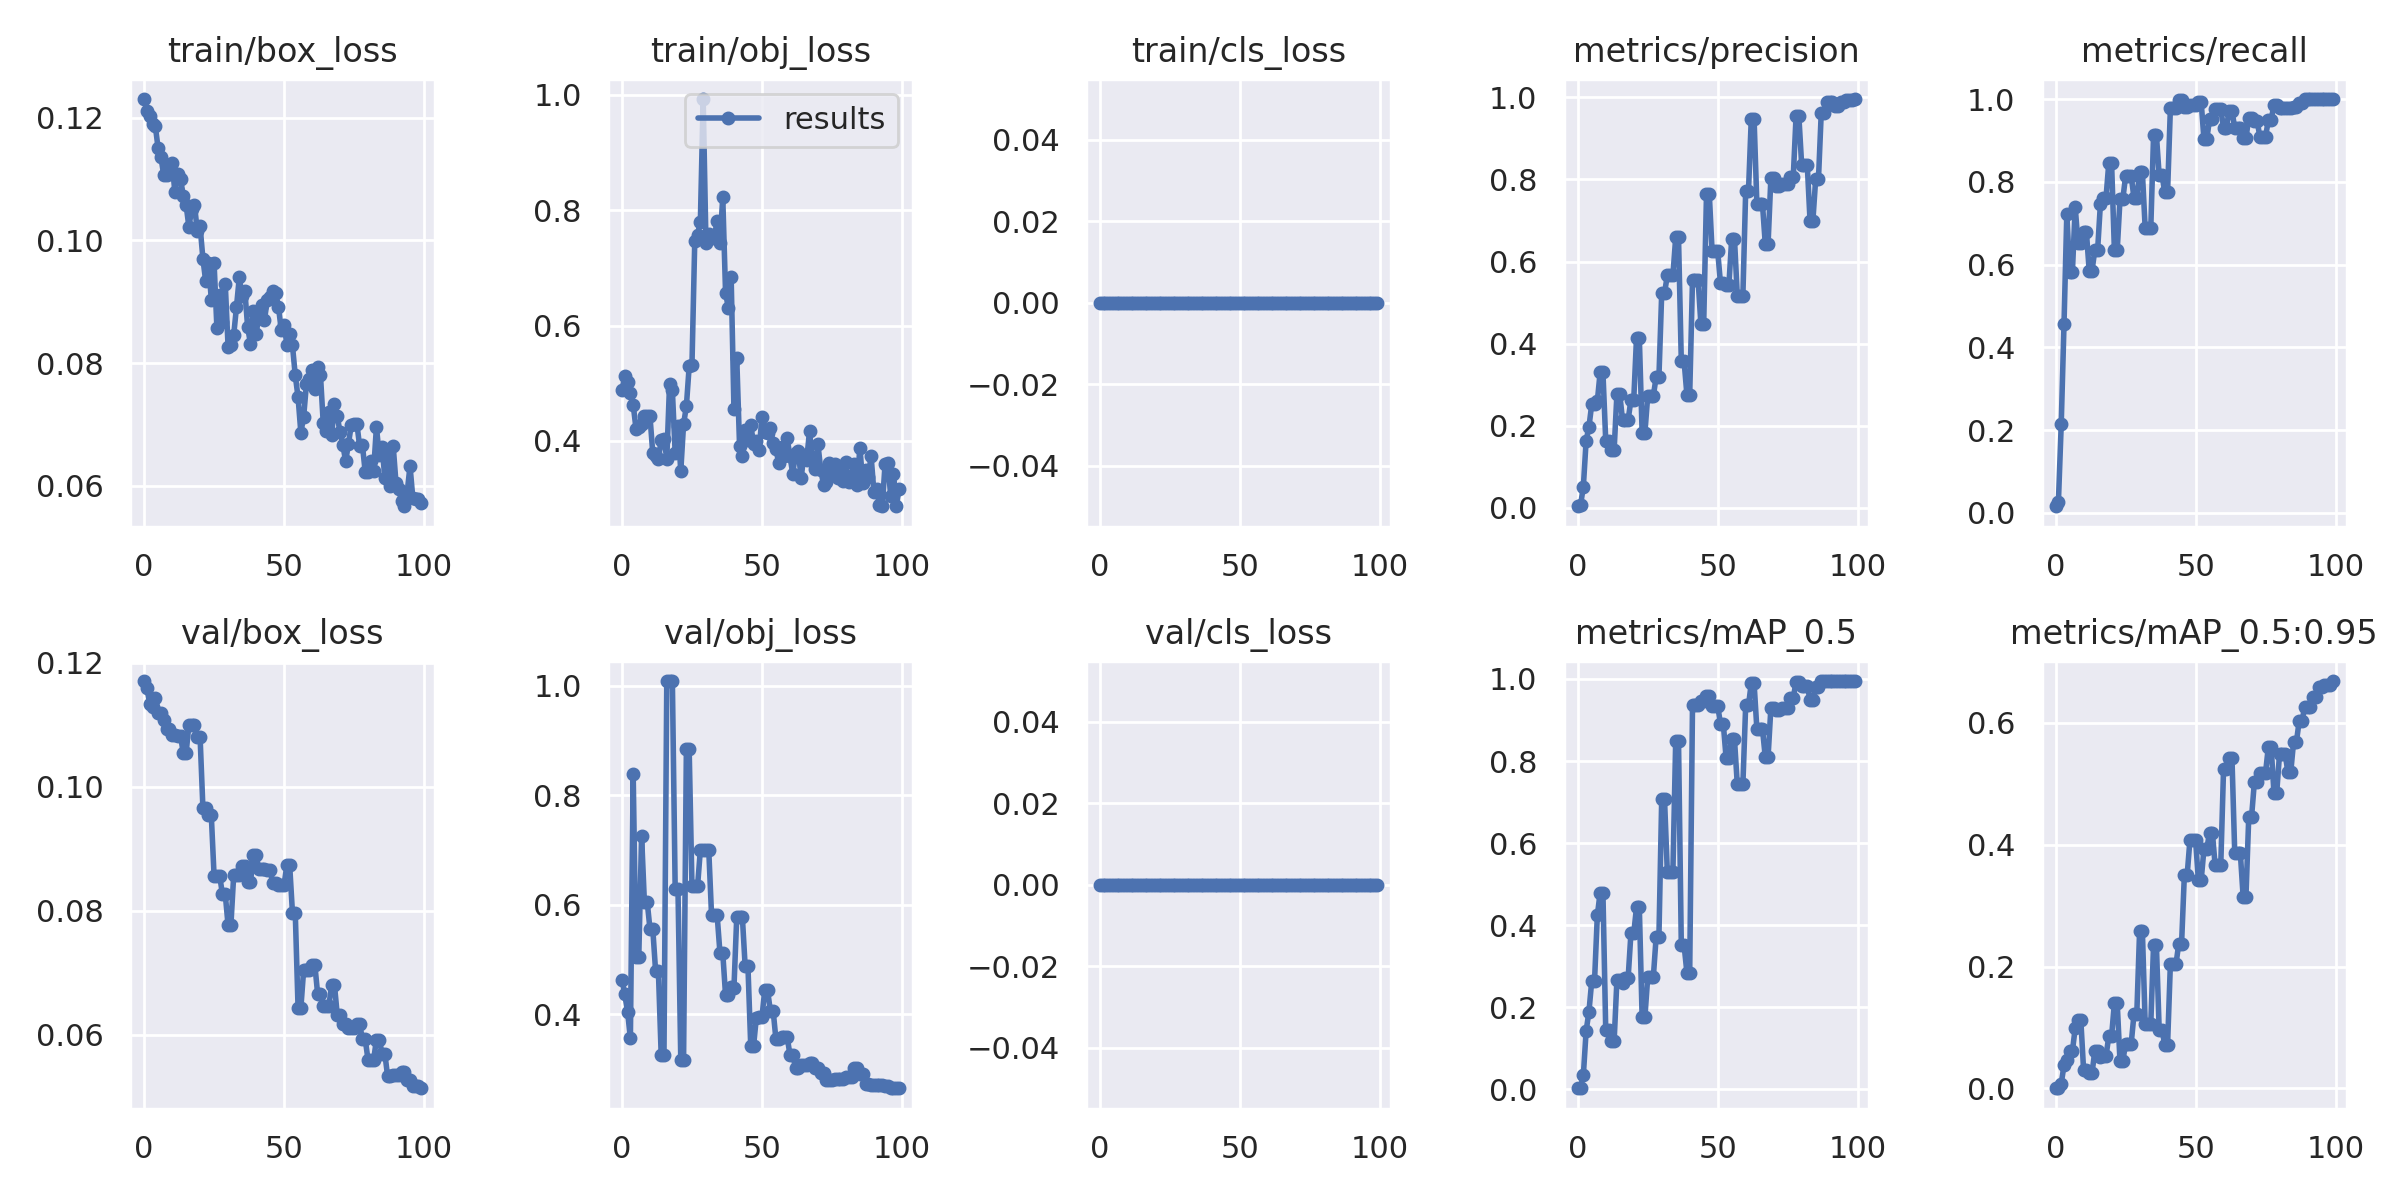 train/box_loss
0.12
0.10
0.08
0.06
0 50 100
train/obj_loss
results
1.0
0.8
0.6
0.4
0 50 100
train/cls_loss
0.04
0.02
0.00
−0.02
−0.04
0 50 100
metrics/precision
1.0
0.8
0.6
0.4
0.2
0.0
0 50 100
metrics/recall
1.0
0.8
0.6
0.4
0.2
0.0
0 50 100
val/box_loss
0.12
0.10
0.08
0.06
0 50 100
val/obj_loss
1.0
0.8
0.6
0.4
0 50 100
val/cls_loss
0.04
0.02
0.00
−0.02
−0.04
0 50 100
metrics/mAP_0.5
1.0
0.8
0.6
0.4
0.2
0.0
0 50 100
metrics/mAP_0.5:0.95
0.6
0.4
0.2
0.0
0 50 100